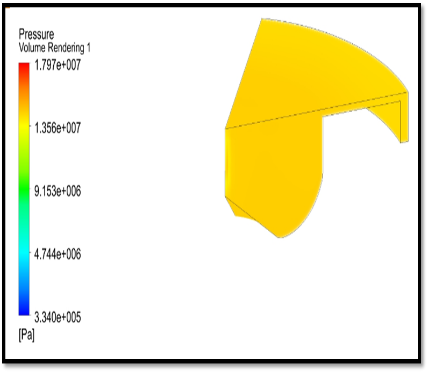 Pressure
Volume Rendering 1
1.797e+007
1.356e+007
9.153e+006
4.744e+006
3.340e+005
[Pa]